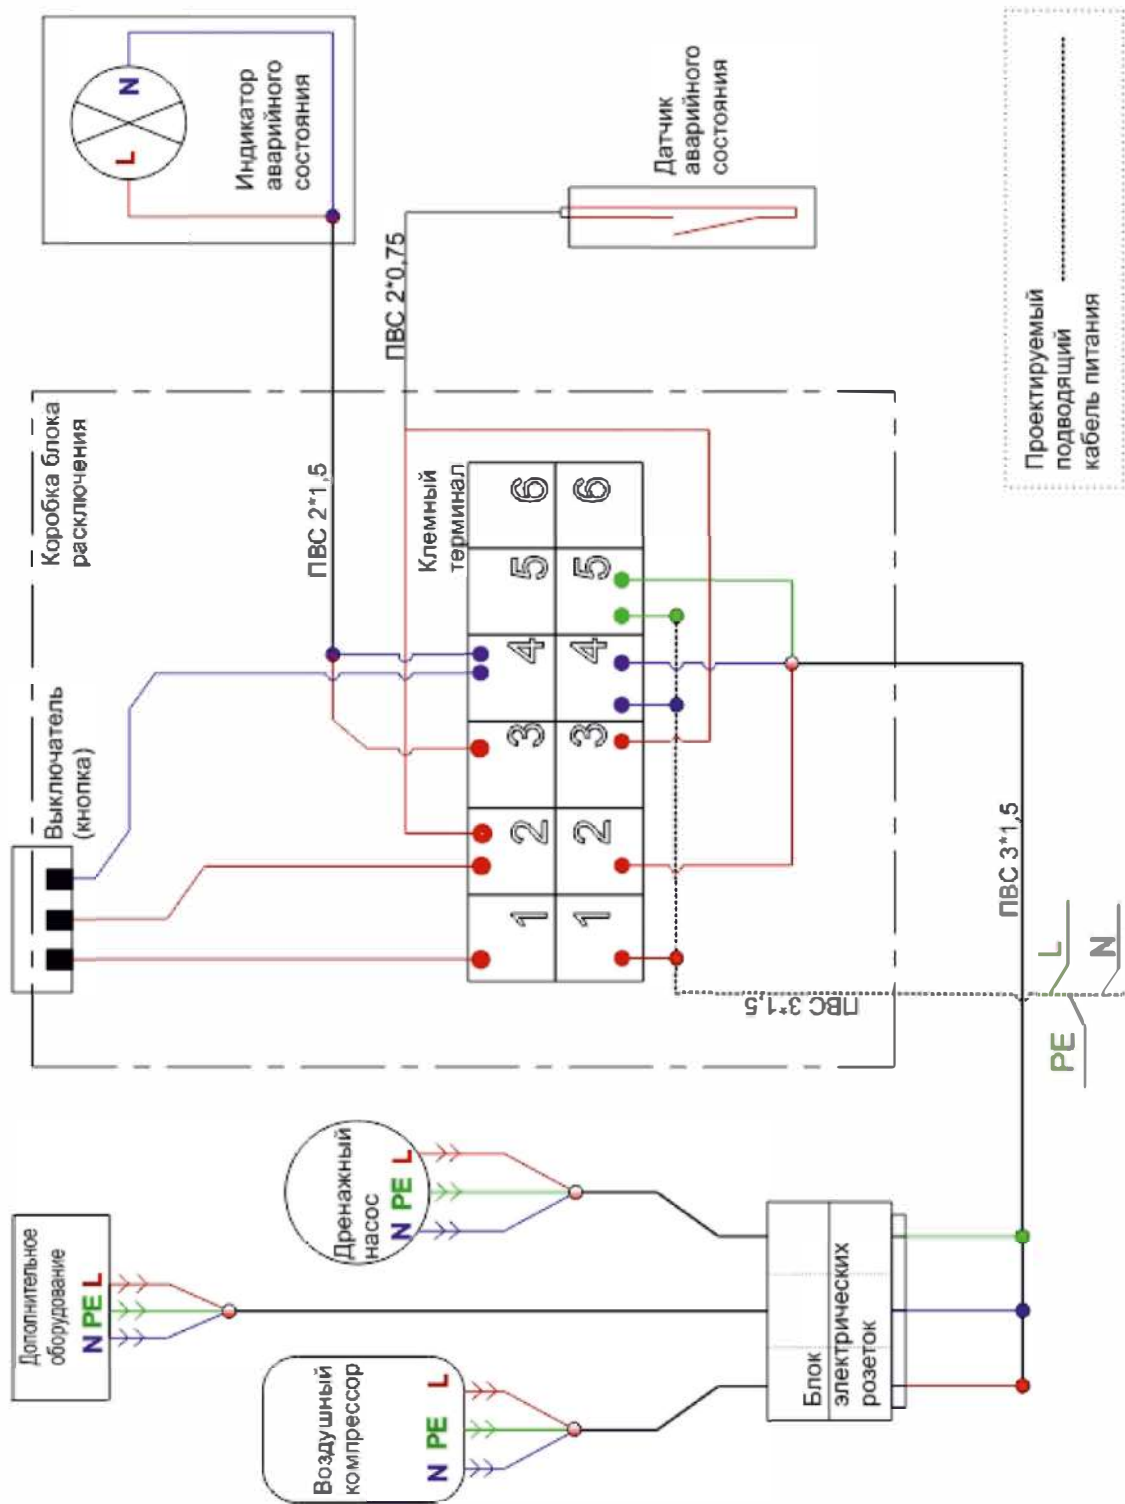 Дополнительное
оборудование
N PE L
Выключатель
(кнопка)
Коробка блока
расключения
L
N
Индикатор
аварийного
состояния
Воздушный
компрессор
N PE L
Дренажный
насос
N PE L
ПВС 2*1,5
ПВС 2*0,75
Клемный
терминал
1 2 3 4 5 6
1 2 3 4 5 6
Датчик
аварийного
состояния
ПВС 3*1,5
Блок
электрических
розеток
ПВС 3*1,5
PE
L
N
Проектируемый
подводящий
кабель питания